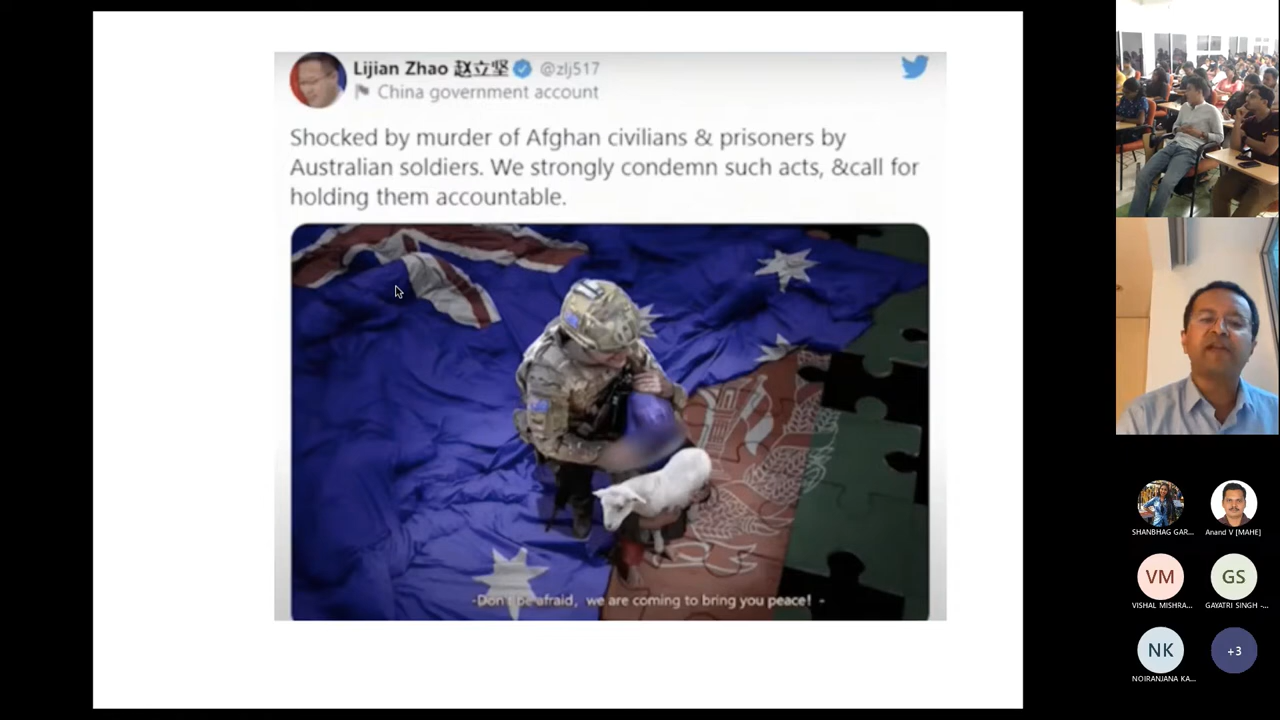 Lijian Zhao 赵立坚 @zlj517
China government account
Shocked by murder of Afghan civilians & prisoners by
Australian soldiers. We strongly condemn such acts, &call for
holding them accountable.
-Don't be afraid, we are coming to bring you peace! -
SHANBHAG GAR...
Anand V [MAHE]
VM
GS
VISHAL MISHRA...
GAYATRI SINGH -...
NK
+3
NOIRANJANA KA...